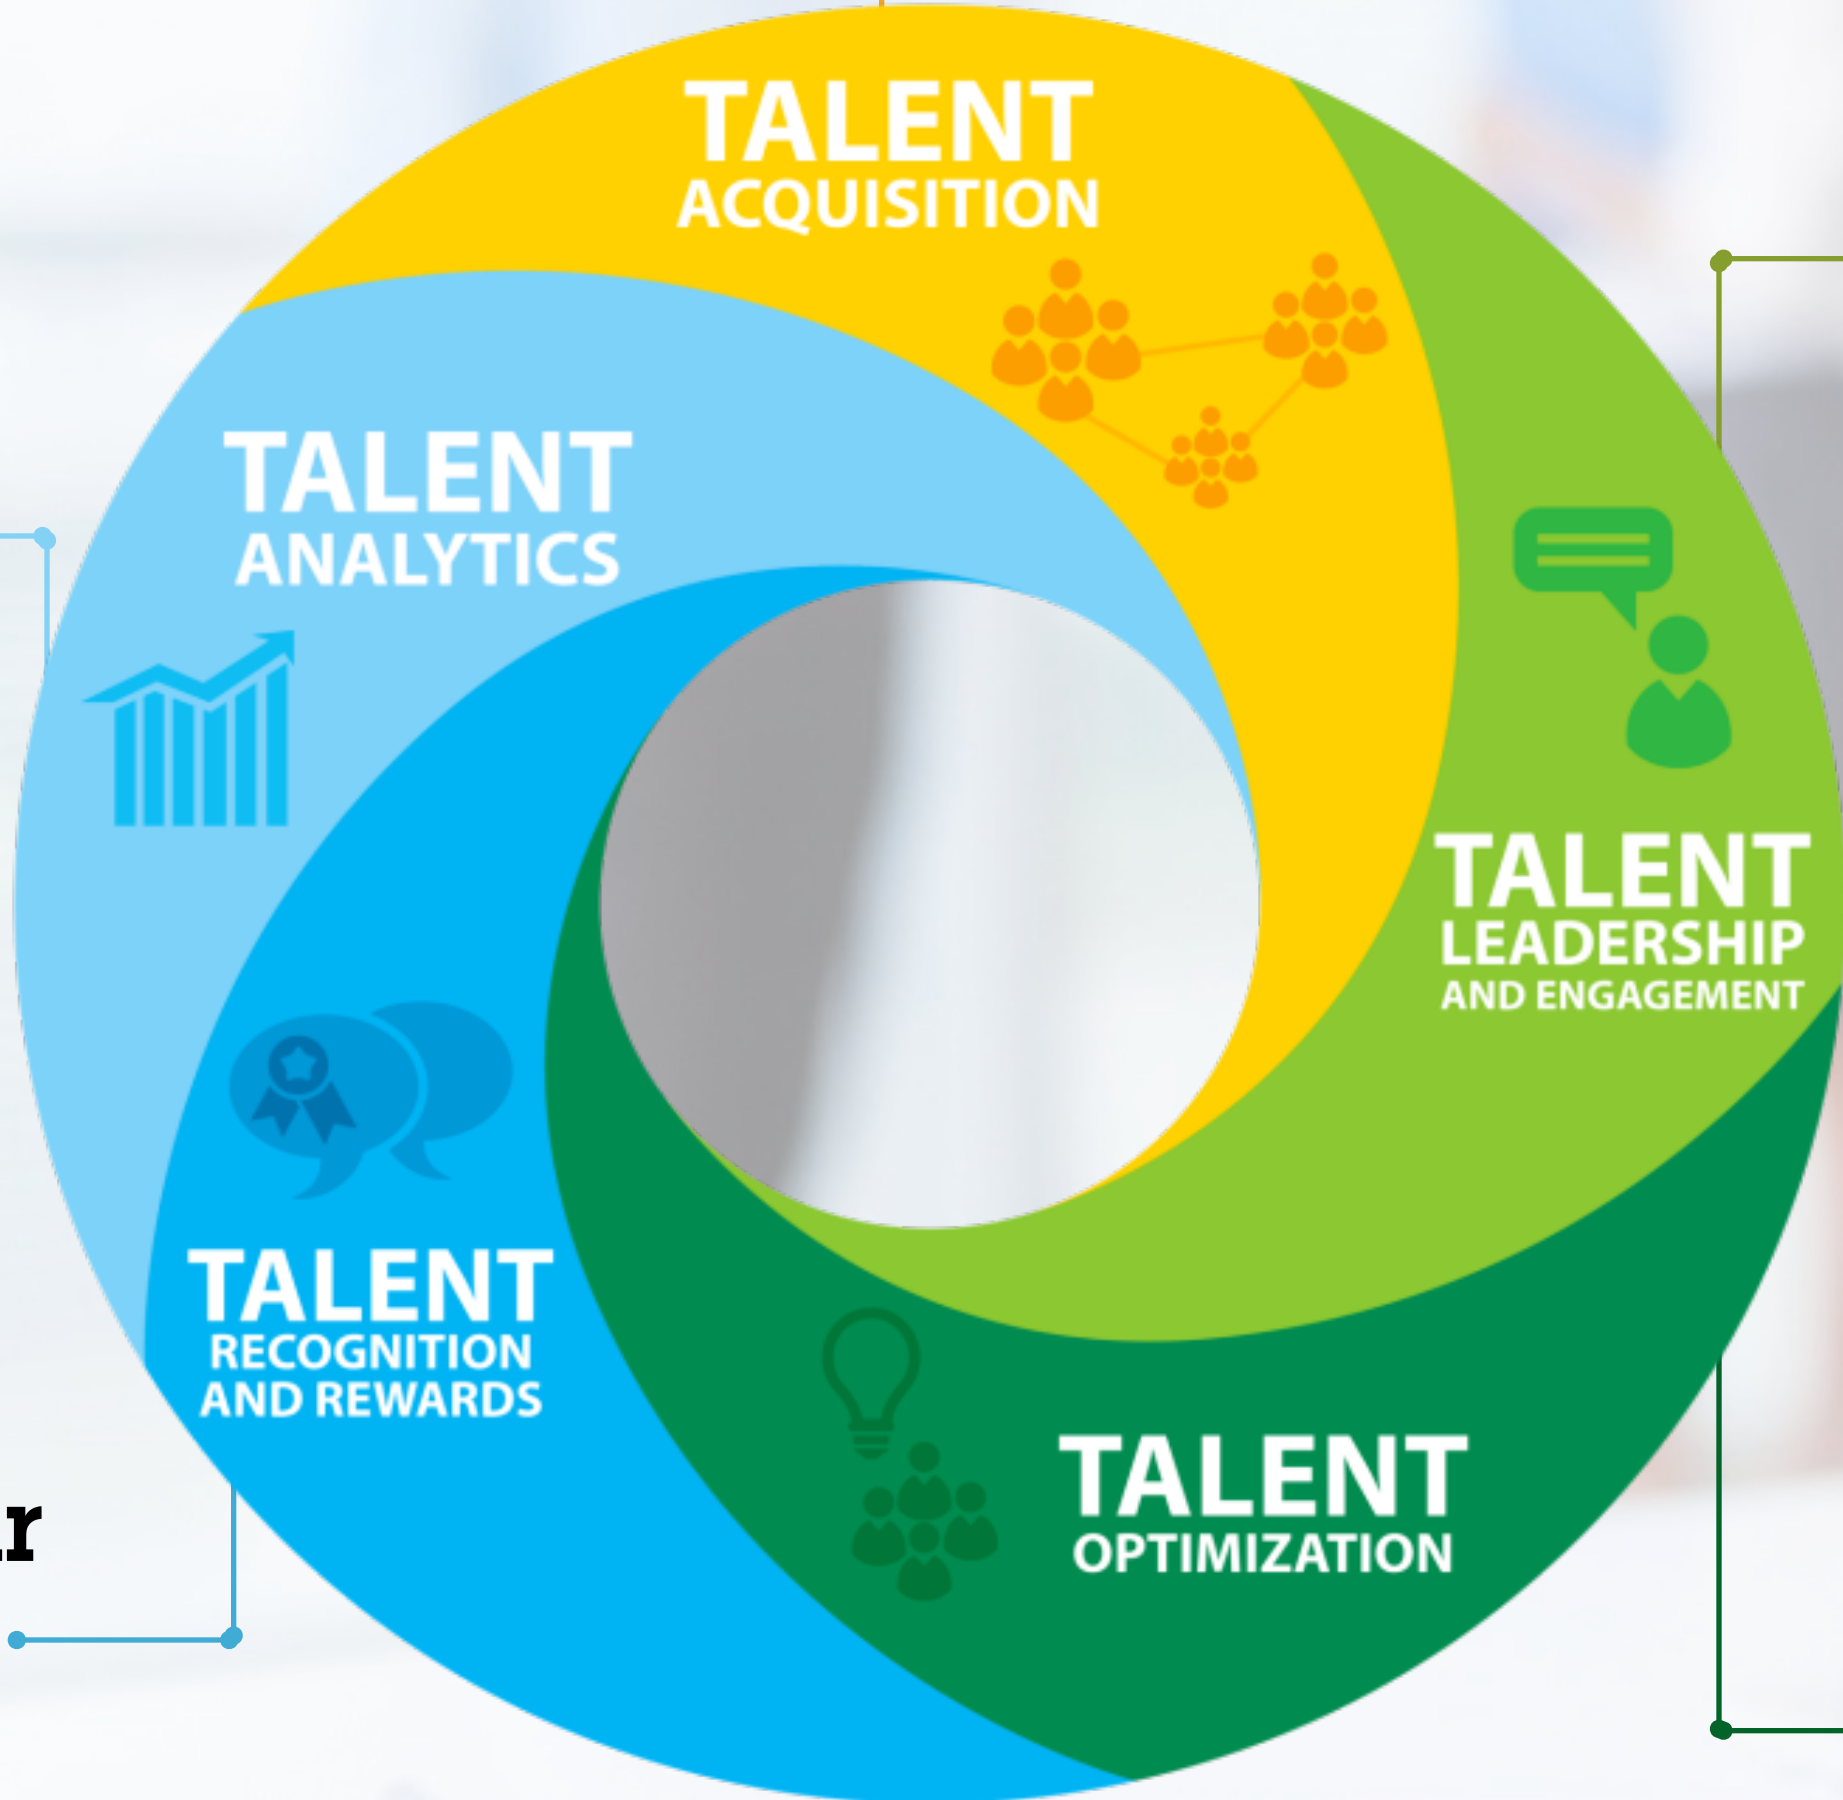 TALENT
ACQUISITION
TALENT
ANALYTICS
TALENT
LEADERSHIP
AND ENGAGEMENT
TALENT
RECOGNITION
AND REWARDS
TALENT
OPTIMIZATION